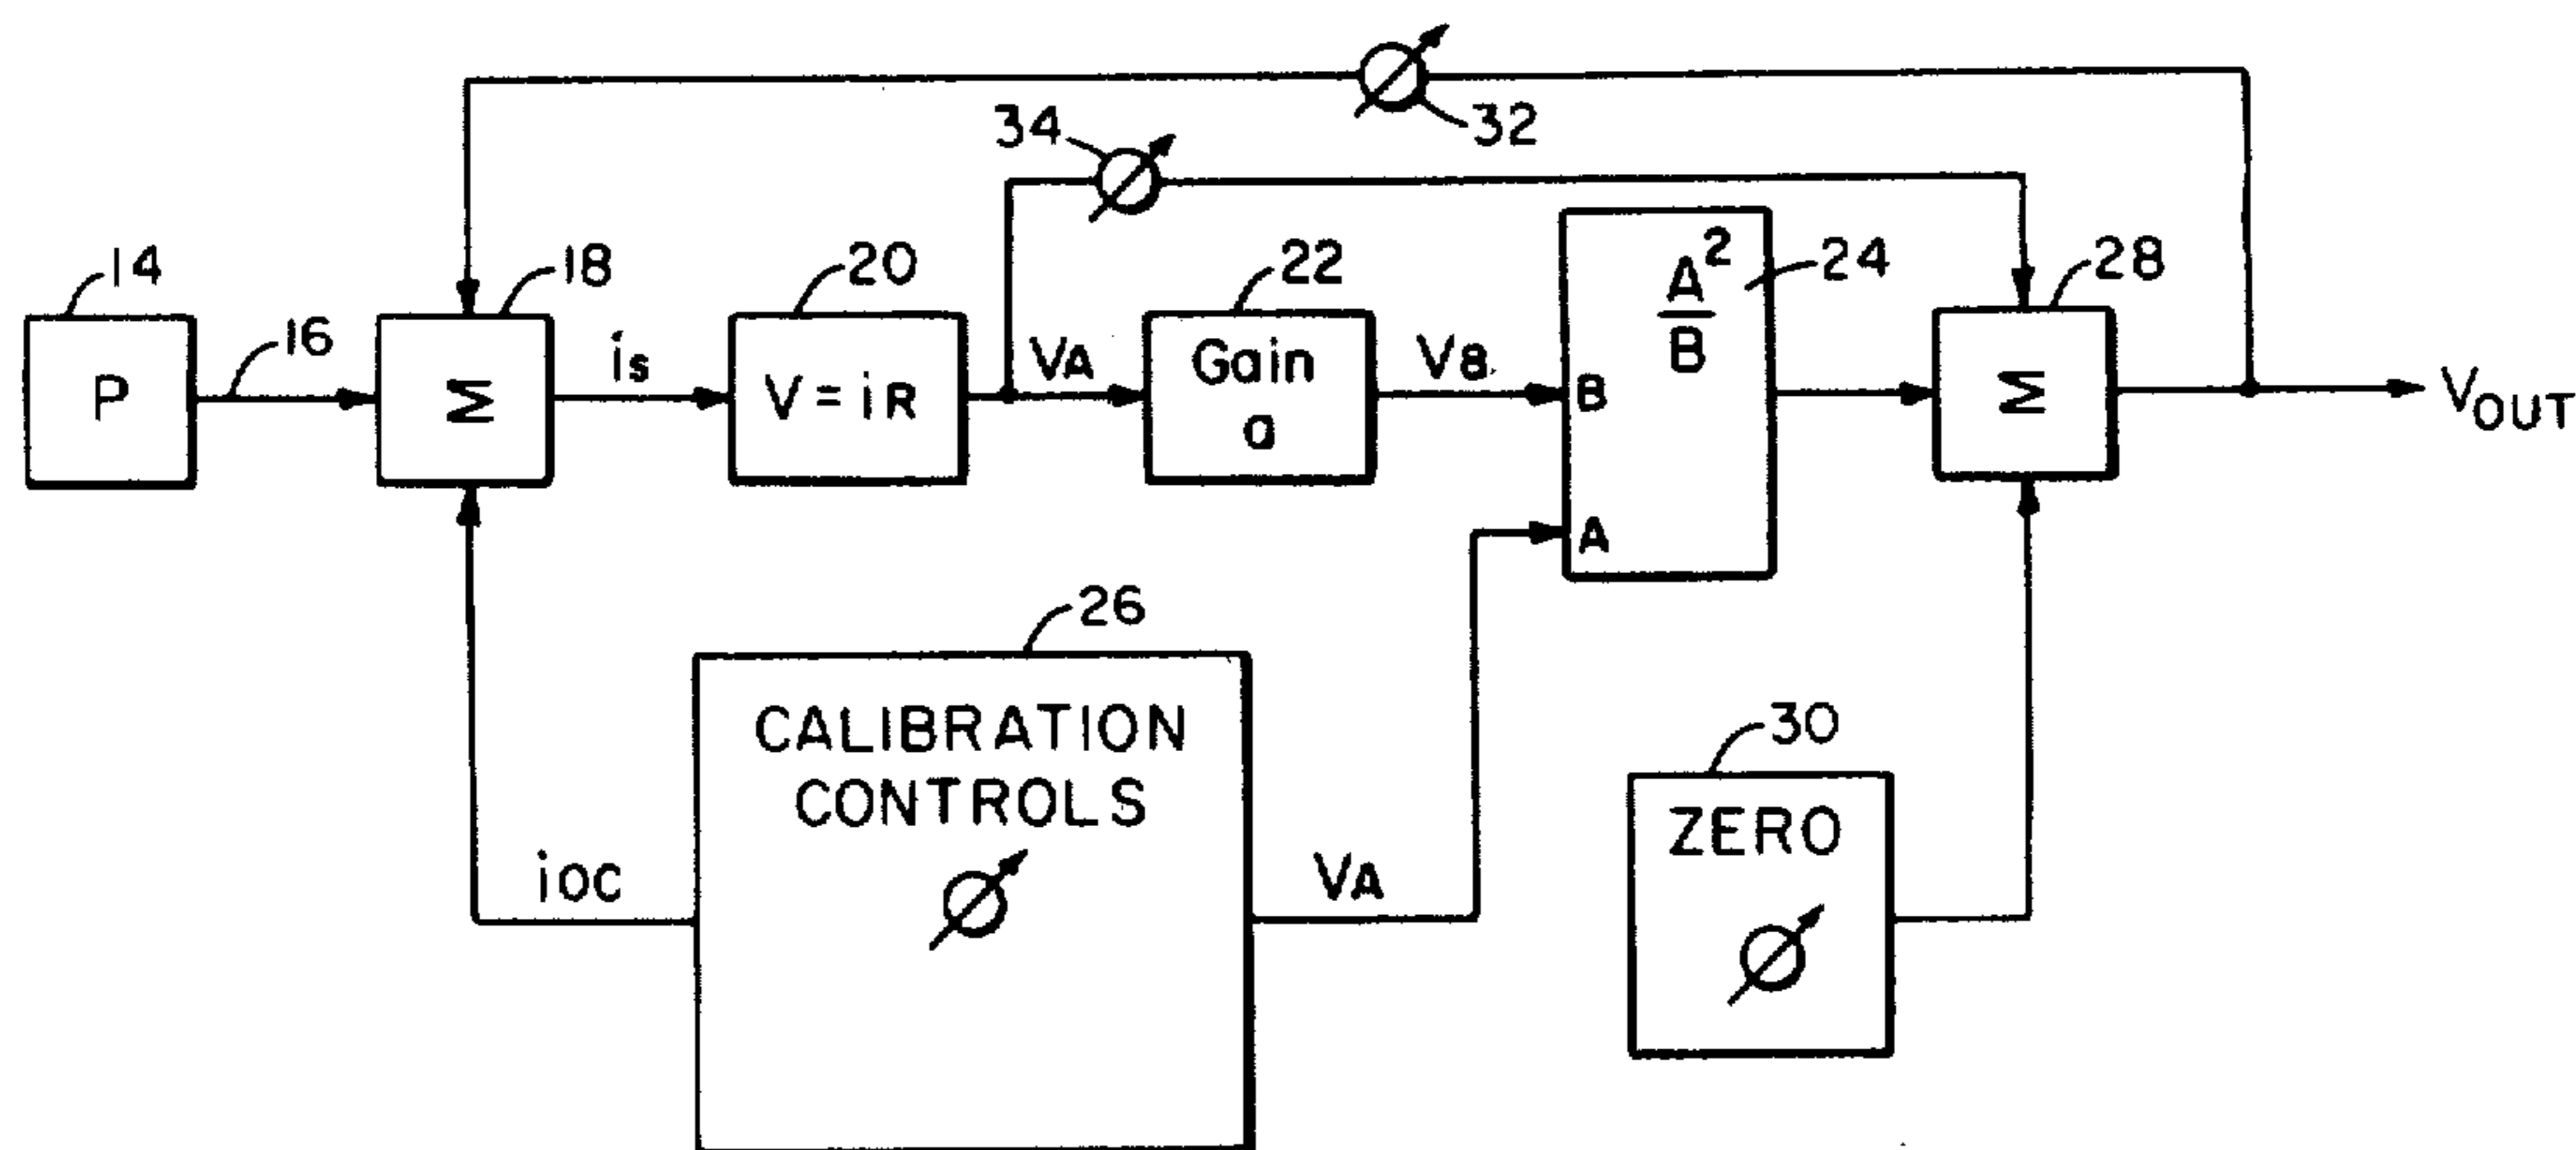 32
34
14
16
18
20
22
24
28
P
Σ
is
V = iR
VA
Gain
a
VB
B
A
A²
B
Σ
VOUT
26
CALIBRATION
CONTROLS
ioc
VA
30
ZERO